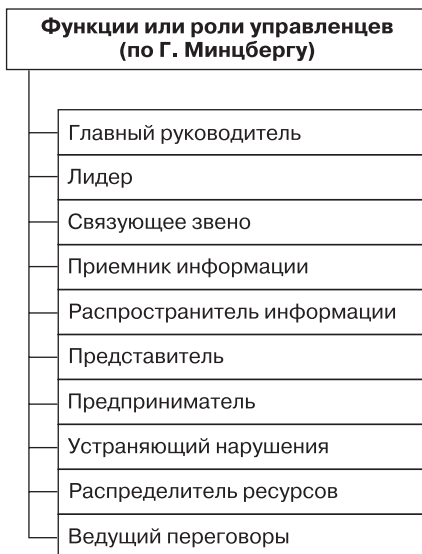 Функции или роли управленцев
(по Г. Минцбергу)
Главный руководитель
Лидер
Связующее звено
Приемник информации
Распространитель информации
Представитель
Предприниматель
Устраняющий нарушения
Распределитель ресурсов
Ведущий переговоры